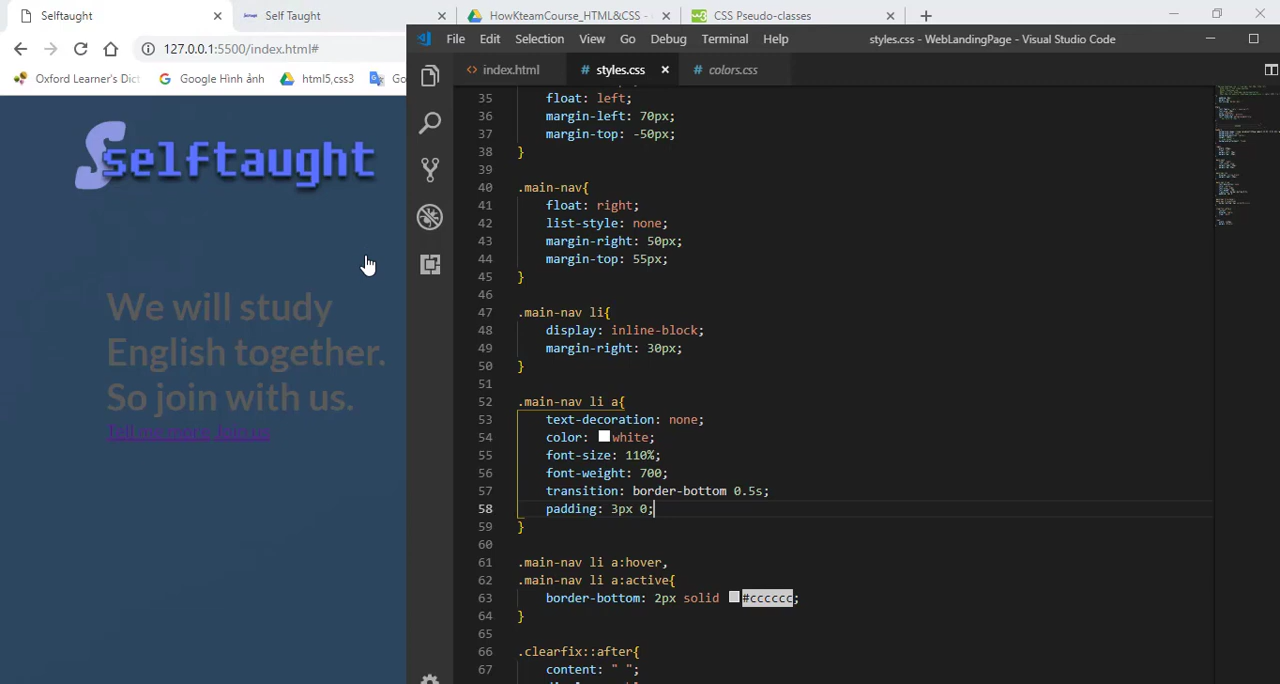 Selftaught
Self Taught
HowKteamCourse_HTML&CSS -
CSS Pseudo-classes
127.0.0.1:5500/index.html#
Oxford Learner's Dict
Google Hình ảnh
html5,css3
Go
File Edit Selection View Go Debug Terminal Help
styles.css - WebLandingPage - Visual Studio Code
index.html
# styles.css
# colors.css
Sselftaught
We will study
English together.
So join with us.
35 float: left;
36 margin-left: 70px;
37 margin-top: -50px;
38 }
39
40 .main-nav{
41 float: right;
42 list-style: none;
43 margin-right: 50px;
44 margin-top: 55px;
45 }
46
47 .main-nav li{
48 display: inline-block;
49 margin-right: 30px;
50 }
51
52 .main-nav li a{
53 text-decoration: none;
54 color: white;
55 font-size: 110%;
56 font-weight: 700;
57 transition: border-bottom 0.5s;
58 padding: 3px 0;
59 }
60
61 .main-nav li a:hover,
62 .main-nav li a:active{
63 border-bottom: 2px solid #cccccc;
64 }
65
66 .clearfix::after{
67 content: " ";